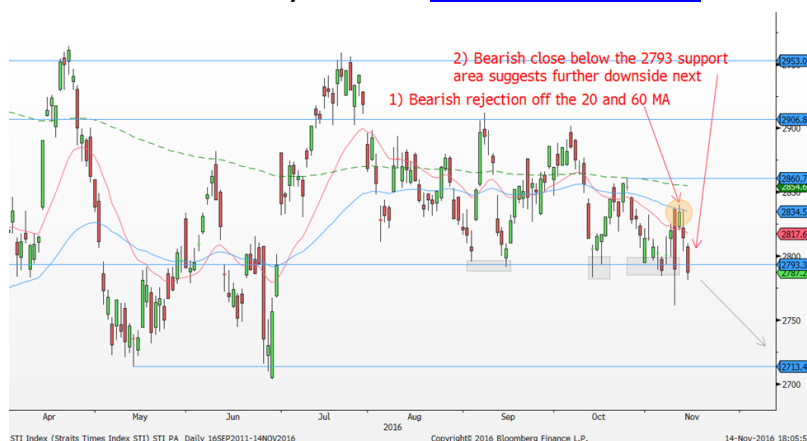 2) Bearish close below the 2793 support
area suggests further downside next
1) Bearish rejection off the 20 and 60 MA
2953.0
2906.8
2900
2860.7
2854.6
2834.5
2817.6
2800
2793.3
2787.2
2750
2713.4
2700
Apr May Jun Jul Aug Sep Oct Nov
2016
STI Index (Straits Times Index STI) STI PA Daily 16SEP2011-14NOV2016 Copyright© 2016 Bloomberg Finance L.P. 14-Nov-2016 18:05:5